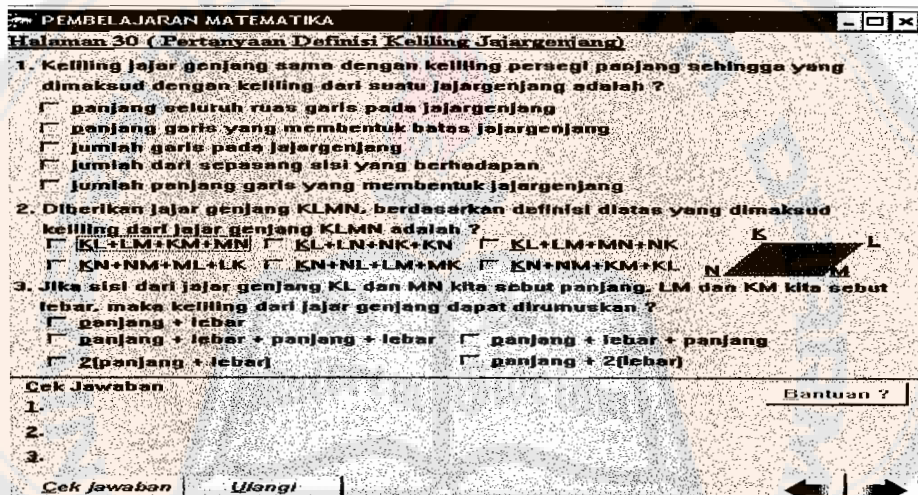 PEMBELAJARAN MATEMATIKA
Halaman 30 ( Pertanyaan Definisi Keliling Jajargenjang)
1. Keliling jajar genjang sama dengan keliling persegi panjang sehingga yang
dimaksud dengan keliling dari suatu jajargenjang adalah ?
panjang seluruh ruas garis pada jajargenjang
panjang garis yang membentuk batas jajargenjang
jumlah garis pada jajargenjang
jumlah dari sepasang sisi yang berhadapan
jumlah panjang garis yang membentuk jajargenjang
2. Diberikan jajar genjang KLMN, berdasarkan definisi diatas yang dimaksud
keliling dari jajar genjang KLMN adalah ?
KL+LM+KM+MN KL+LN+NK+KN KL+LM+MN+NK
KN+NM+ML+LK KN+NL+LM+MK KN+NM+KM+KL
K
L
N
M
3. Jika sisi dari jajar genjang KL dan MN kita sebut panjang, LM dan KM kita sebut
lebar, maka keliling dari jajar genjang dapat dirumuskan ?
panjang + lebar
panjang + lebar + panjang + lebar panjang + lebar + panjang
2(panjang + lebar) panjang + 2(lebar)
Cek Jawaban
Bantuan ?
1.
2.
3.
Cek jawaban Ulangi